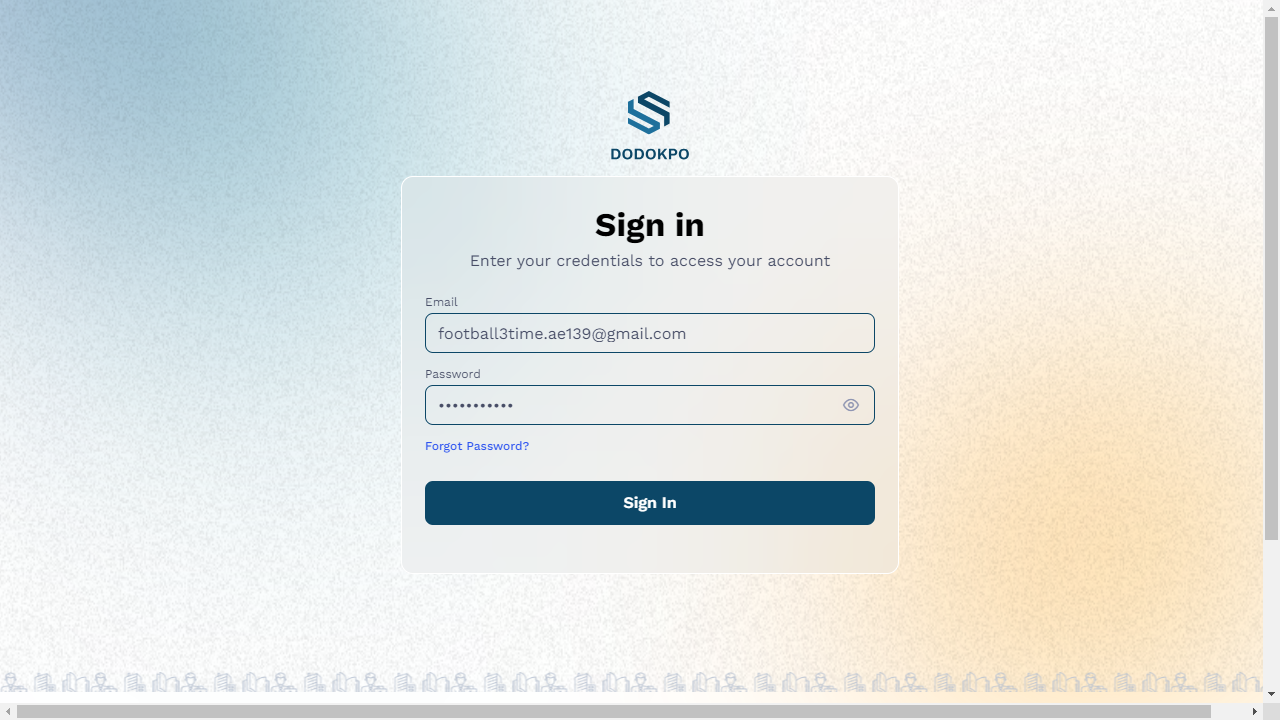 DODOKPO
Sign in
Enter your credentials to access your account
Email
football3time.ae139@gmail.com
Password
•••••••••••
Forgot Password?
Sign In